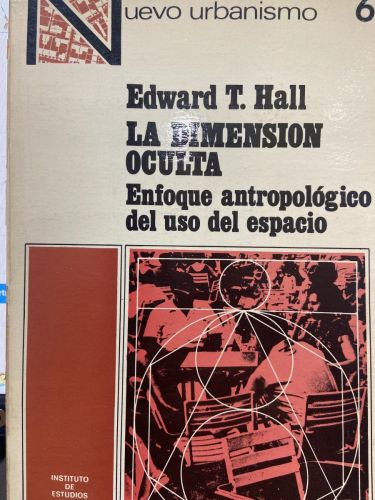 Nuevo urbanismo 6
Edward T. Hall
LA DIMENSION
OCULTA
Enfoque antropológico
del uso del espacio
INSTITUTO
DE
ESTUDIOS